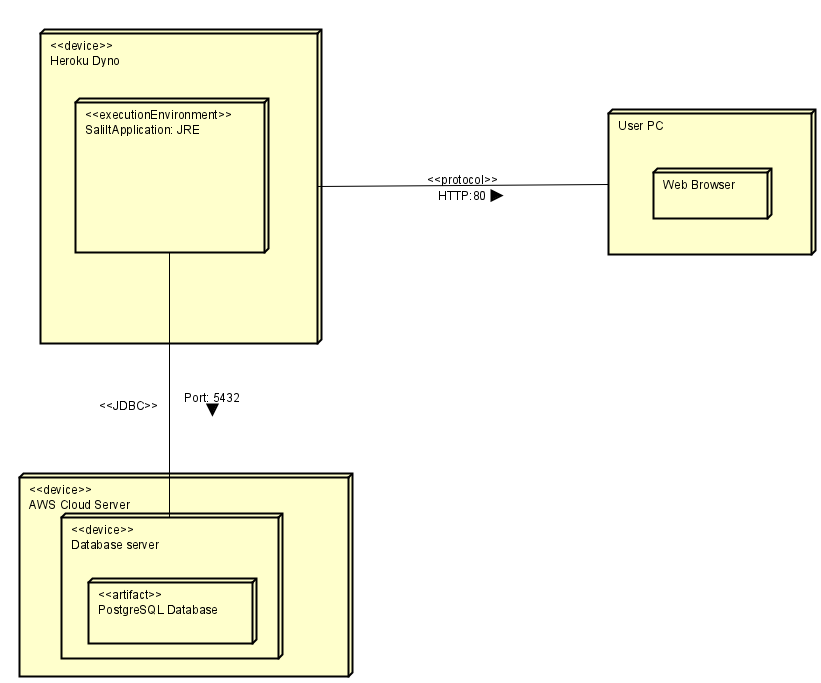 <<device>>
Heroku Dyno
<<executionEnvironment>>
SaliltApplication: JRE
<<protocol>>
HTTP:80
User PC
Web Browser
<<JDBC>>
Port: 5432
<<device>>
AWS Cloud Server
<<device>>
Database server
<<artifact>>
PostgreSQL Database